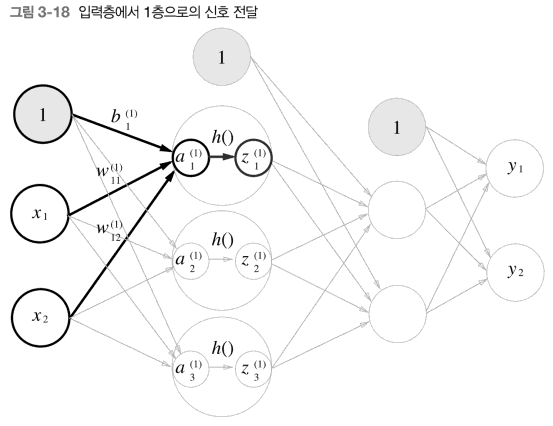 그림 3-18 입력층에서 1층으로의 신호 전달
1
1
b₁⁽¹⁾
h()
a₁⁽¹⁾
z₁⁽¹⁾
1
w₁₁⁽¹⁾
y₁
x₁
w₁₂⁽¹⁾
h()
a₂⁽¹⁾
z₂⁽¹⁾
y₂
x₂
h()
a₃⁽¹⁾
z₃⁽¹⁾